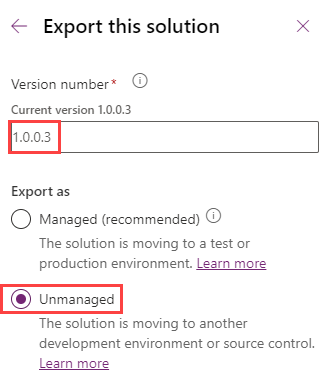 Export this solution
Version number*
Current version 1.0.0.3
1.0.0.3
Export as
Managed (recommended)
The solution is moving to a test or
production environment. Learn more
Unmanaged
The solution is moving to another
development environment or source control.
Learn more